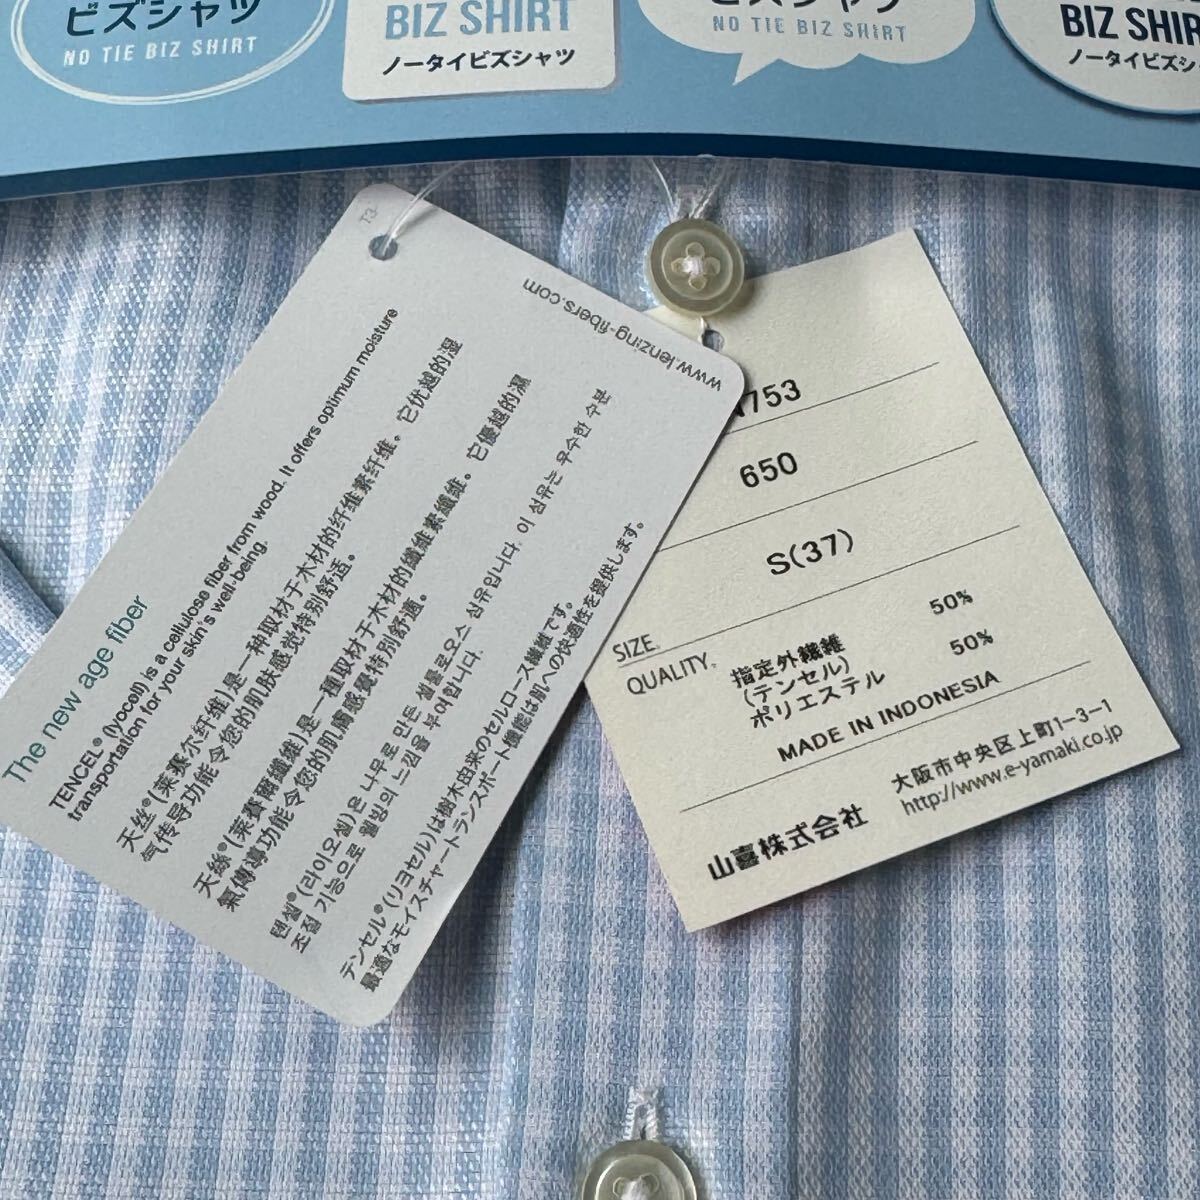 ビズシャツ
NO TIE BIZ SHIRT
BIZ SHIRT
ノータイビズシャツ
ビズシャツ
NO TIE BIZ SHIRT
BIZ SHIR
ノータイビズシ
T3
www.lenzing-fibers.com
The new age fiber
TENCEL® (lyocell) is a cellulose fiber from wood. It offers optimum moisture
transportation for your skin's well-being.
天丝®(莱赛尔纤维)是一种取材于木材的纤维素纤维。它优越的湿
气传导功能令您的肌肤感觉特别舒适。
天絲®(萊賽爾纖維)是一種取材于木材的纖維素纖維。它優越的濕
氣傳導功能令您的肌膚感覺特別舒適。
텐셀®(라이오셀)은 나무로 만든 셀룰로오스 섬유입니다. 이 섬유는 우수한 수분
조절 기능으로 웰빙의 느낌을 부여합니다.
テンセル®(リヨセル)は樹木由来のセルロース繊維です。
最適なモイスチャートランスポート機能は肌への快適性を提供します。
753
650
S(37)
SIZE.
QUALITY.
指定外繊維 50%
(テンセル)
ポリエステル 50%
MADE IN INDONESIA
山喜株式会社
大阪市中央区上町1-3-1
http://www.e-yamaki.co.jp